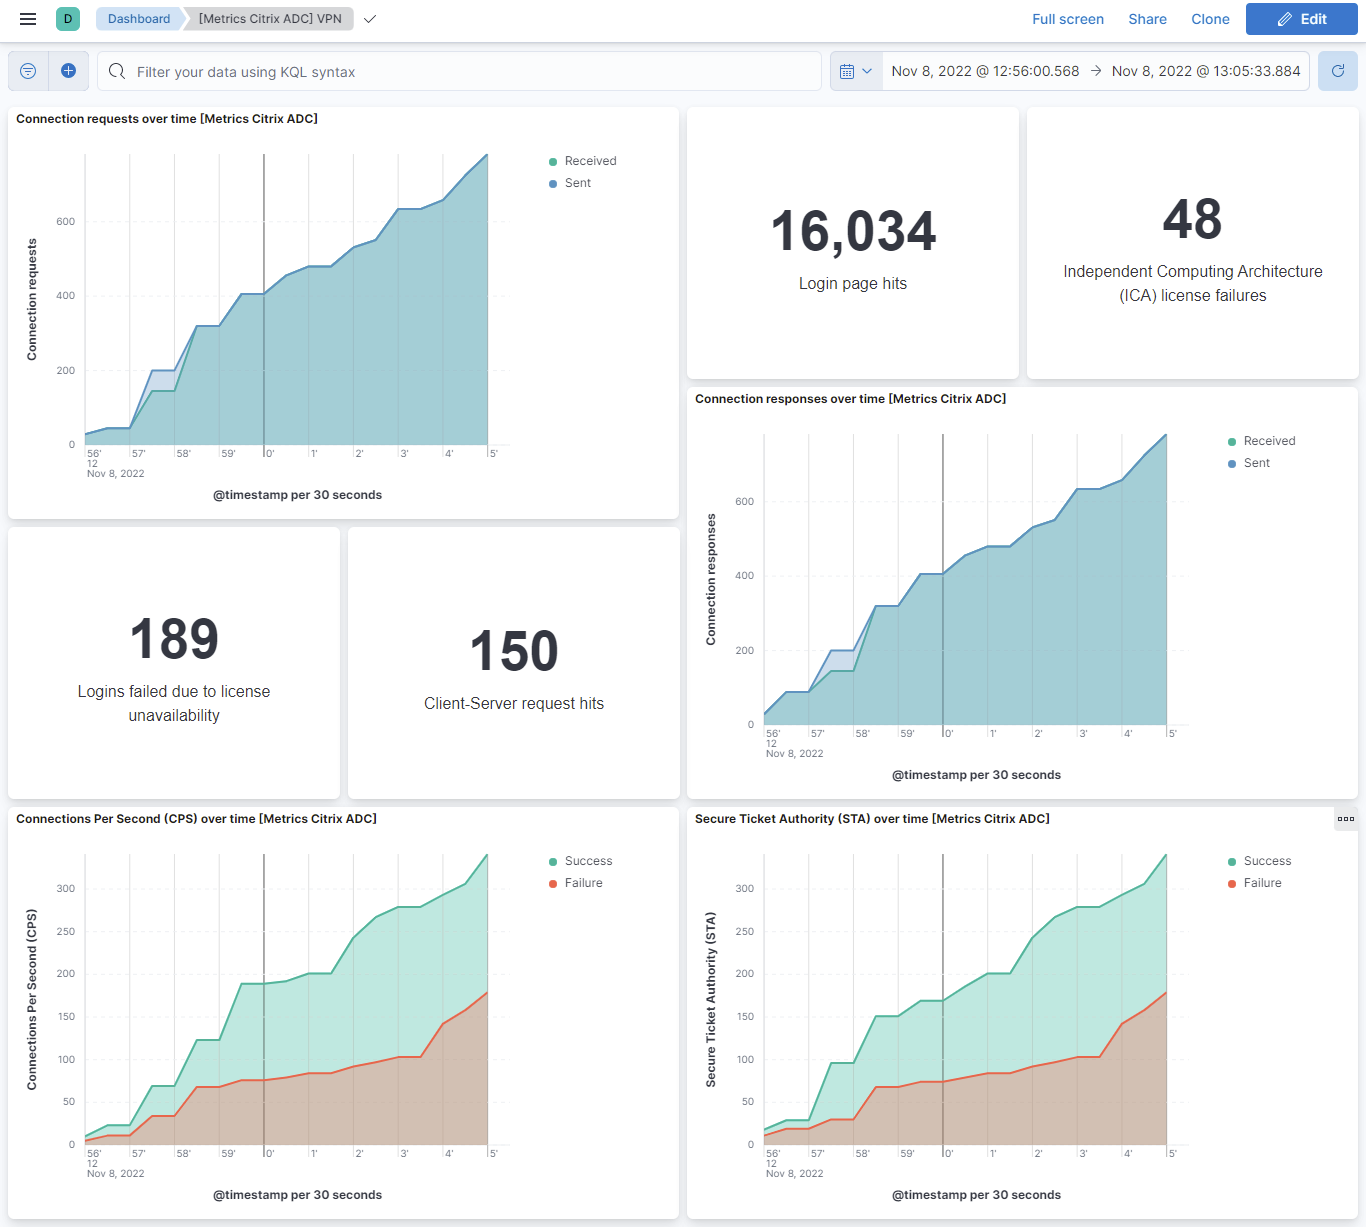 D
Dashboard
[Metrics Citrix ADC] VPN
Full screen
Share
Clone
Edit
Filter your data using KQL syntax
Nov 8, 2022 @ 12:56:00.568
Nov 8, 2022 @ 13:05:33.884
Connection requests over time [Metrics Citrix ADC]
Connection requests
600
400
200
0
56' 57' 58' 59' 0' 1' 2' 3' 4' 5'
12
Nov 8, 2022
@timestamp per 30 seconds
Received
Sent
16,034
Login page hits
48
Independent Computing Architecture
(ICA) license failures
Connection responses over time [Metrics Citrix ADC]
Connection responses
600
400
200
0
56' 57' 58' 59' 0' 1' 2' 3' 4' 5'
12
Nov 8, 2022
@timestamp per 30 seconds
Received
Sent
189
Logins failed due to license
unavailability
150
Client-Server request hits
Connections Per Second (CPS) over time [Metrics Citrix ADC]
Connections Per Second (CPS)
300
250
200
150
100
50
0
56' 57' 58' 59' 0' 1' 2' 3' 4' 5'
12
Nov 8, 2022
@timestamp per 30 seconds
Success
Failure
Secure Ticket Authority (STA) over time [Metrics Citrix ADC]
Secure Ticket Authority (STA)
300
250
200
150
100
50
0
56' 57' 58' 59' 0' 1' 2' 3' 4' 5'
12
Nov 8, 2022
@timestamp per 30 seconds
Success
Failure